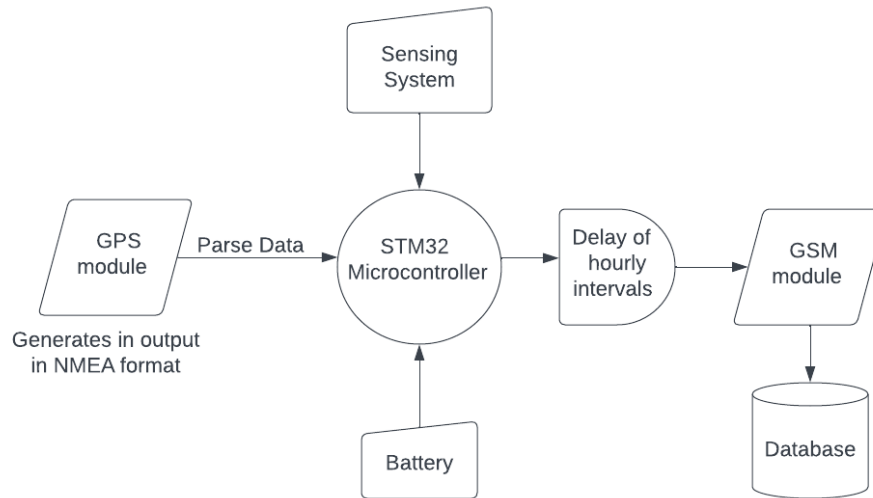 Sensing
System
GPS
module
Parse Data
STM32
Microcontroller
Delay of
hourly
intervals
GSM
module
Generates in output
in NMEA format
Battery
Database